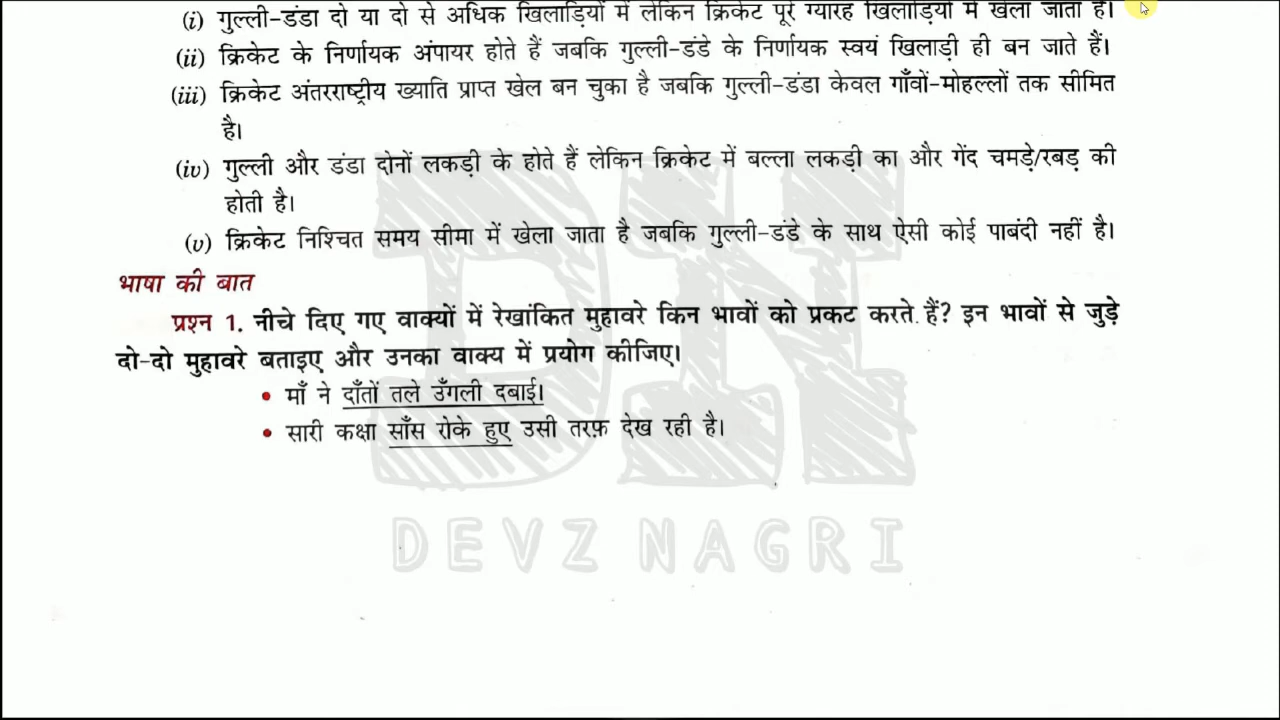 (i) गुल्ली-डंडा दो या दो से अधिक खिलाड़ियों में लेकिन क्रिकेट पूरे ग्यारह खिलाड़ियों में खेला जाता है।
(ii) क्रिकेट के निर्णायक अंपायर होते हैं जबकि गुल्ली-डंडे के निर्णायक स्वयं खिलाड़ी ही बन जाते हैं।
(iii) क्रिकेट अंतरराष्ट्रीय ख्याति प्राप्त खेल बन चुका है जबकि गुल्ली-डंडा केवल गाँवों-मोहल्लों तक सीमित
है।
(iv) गुल्ली और डंडा दोनों लकड़ी के होते हैं लेकिन क्रिकेट में बल्ला लकड़ी का और गेंद चमड़े/रबड़ की
होती है।
(v) क्रिकेट निश्चित समय सीमा में खेला जाता है जबकि गुल्ली-डंडे के साथ ऐसी कोई पाबंदी नहीं है।
भाषा की बात
प्रश्न 1. नीचे दिए गए वाक्यों में रेखांकित मुहावरे किन भावों को प्रकट करते हैं? इन भावों से जुड़े
दो-दो मुहावरे बताइए और उनका वाक्य में प्रयोग कीजिए।
• माँ ने दाँतों तले उँगली दबाई।
• सारी कक्षा साँस रोके हुए उसी तरफ़ देख रही है।
DN
DEVZ NAGRI